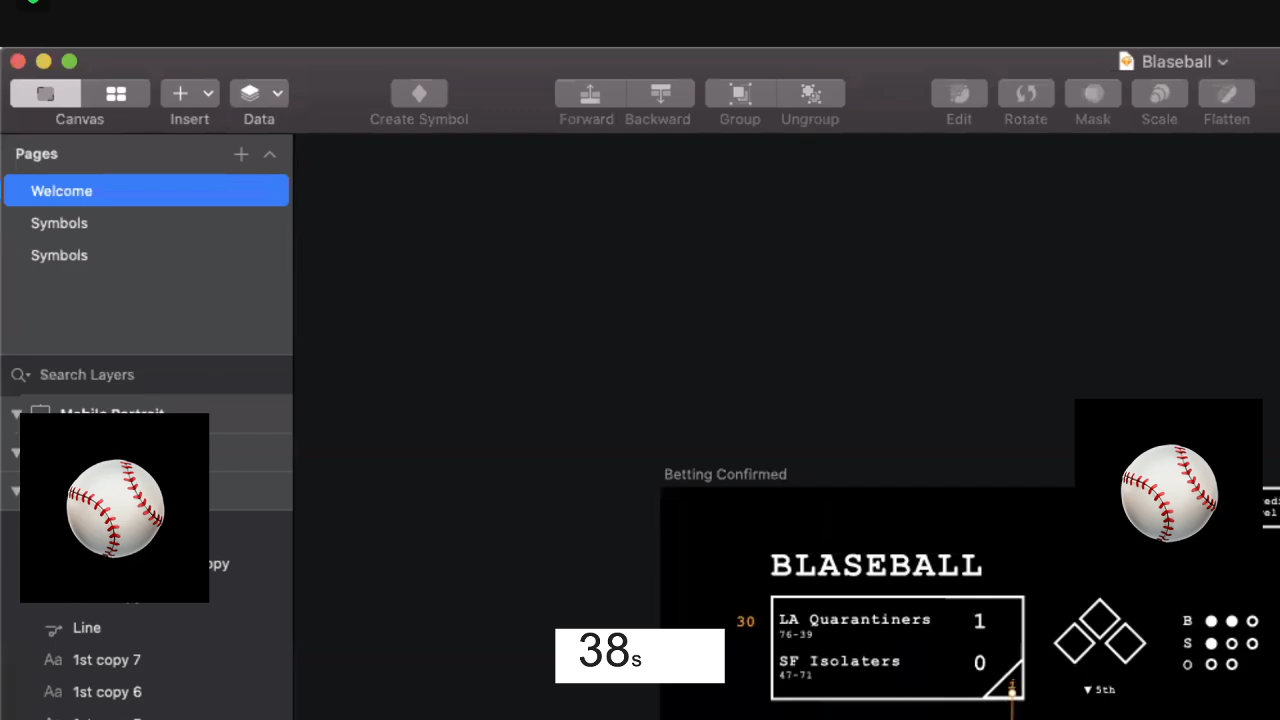 Blaseball
Canvas
Insert
Data
Create Symbol
Forward
Backward
Group
Ungroup
Edit
Rotate
Mask
Scale
Flatten
Pages
Welcome
Symbols
Symbols
Search Layers
Mobile Portrait
Line
1st copy 7
1st copy 6
Betting Confirmed
BLASEBALL
30
LA Quarantiners 1
76-39
SF Isolaters 0
47-71
B
S
O
▼ 5th
38s